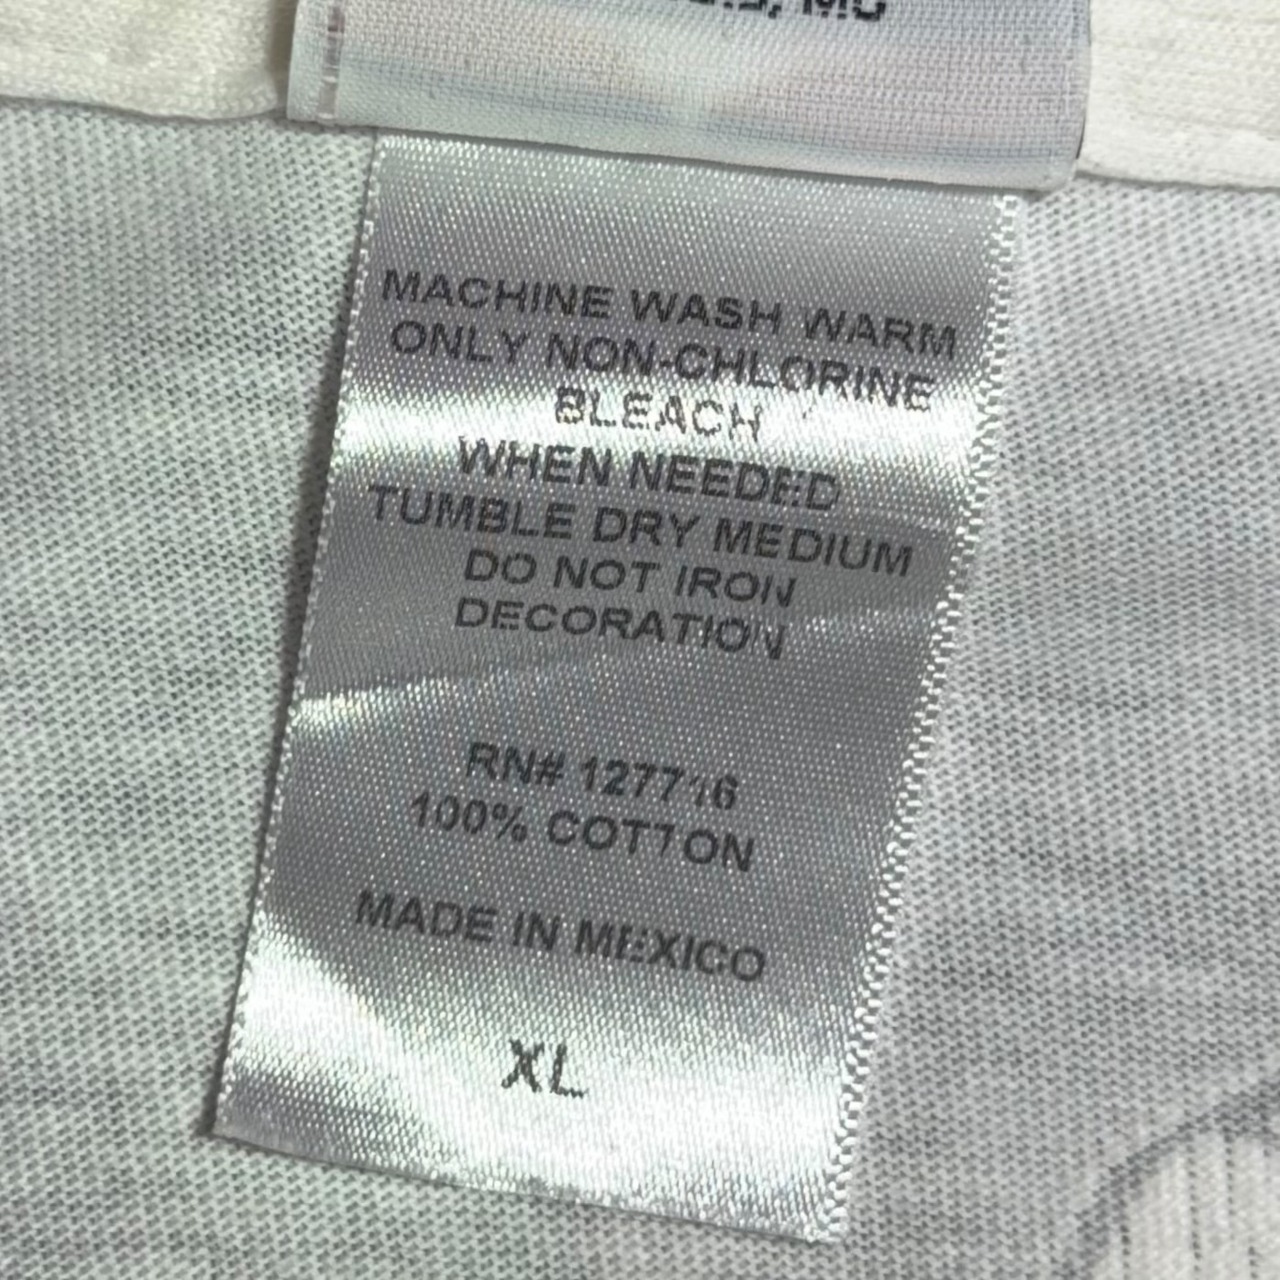 MACHINE WASH WARM
ONLY NON-CHLORINE
BLEACH
WHEN NEEDED
TUMBLE DRY MEDIUM
DO NOT IRON
DECORATION
RN# 127716
100% COTTON
MADE IN MEXICO
XL